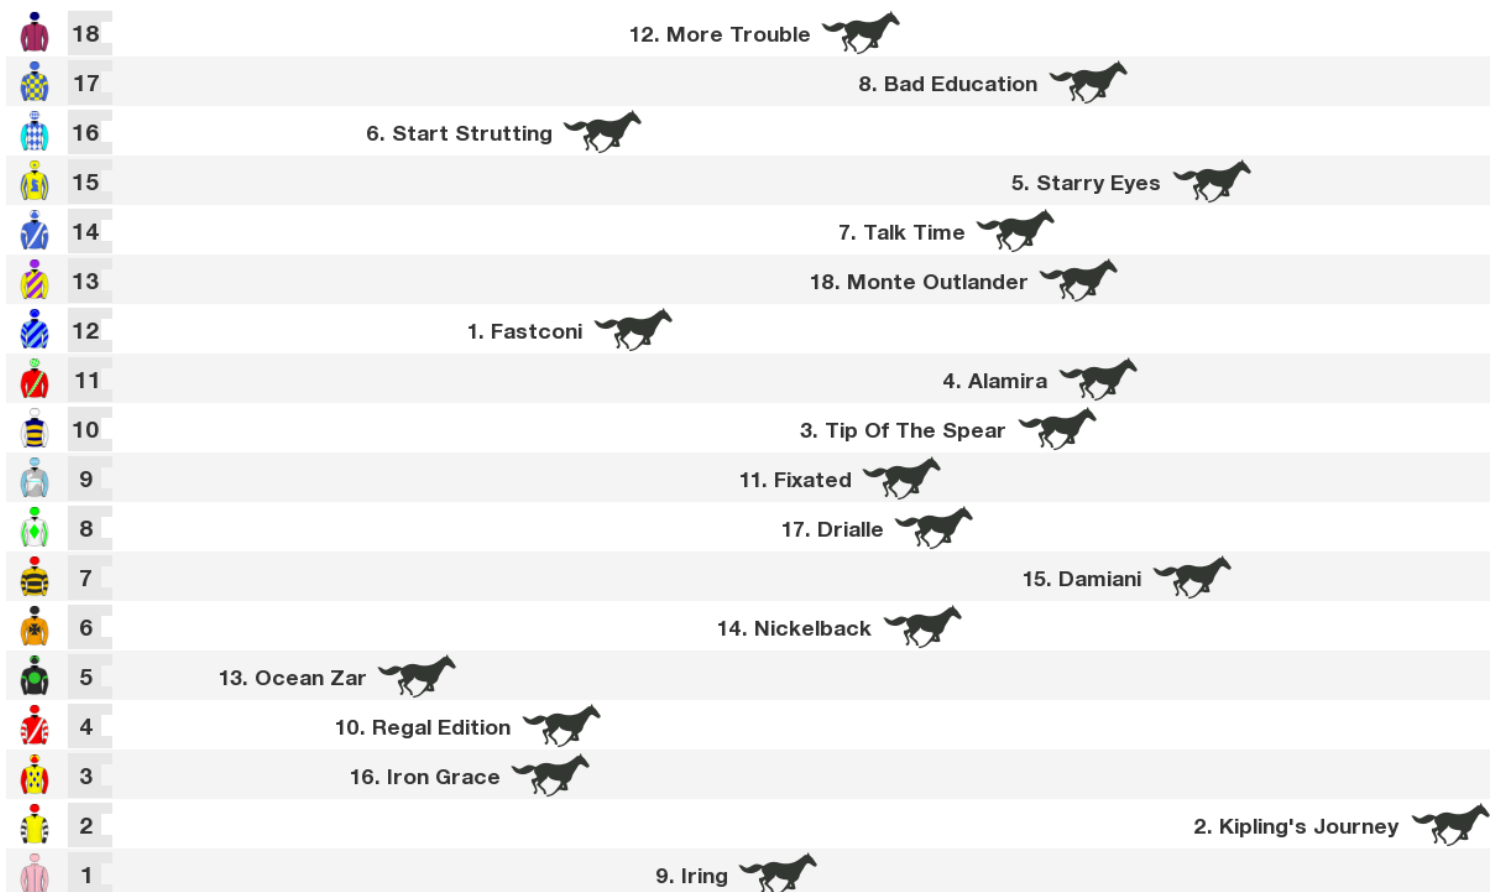 18 12. More Trouble
17 8. Bad Education
16 6. Start Strutting
15 5. Starry Eyes
14 7. Talk Time
13 18. Monte Outlander
12 1. Fastconi
11 4. Alamira
10 3. Tip Of The Spear
9 11. Fixated
8 17. Drialle
7 15. Damiani
6 14. Nickelback
5 13. Ocean Zar
4 10. Regal Edition
3 16. Iron Grace
2 2. Kipling's Journey
1 9. Iring